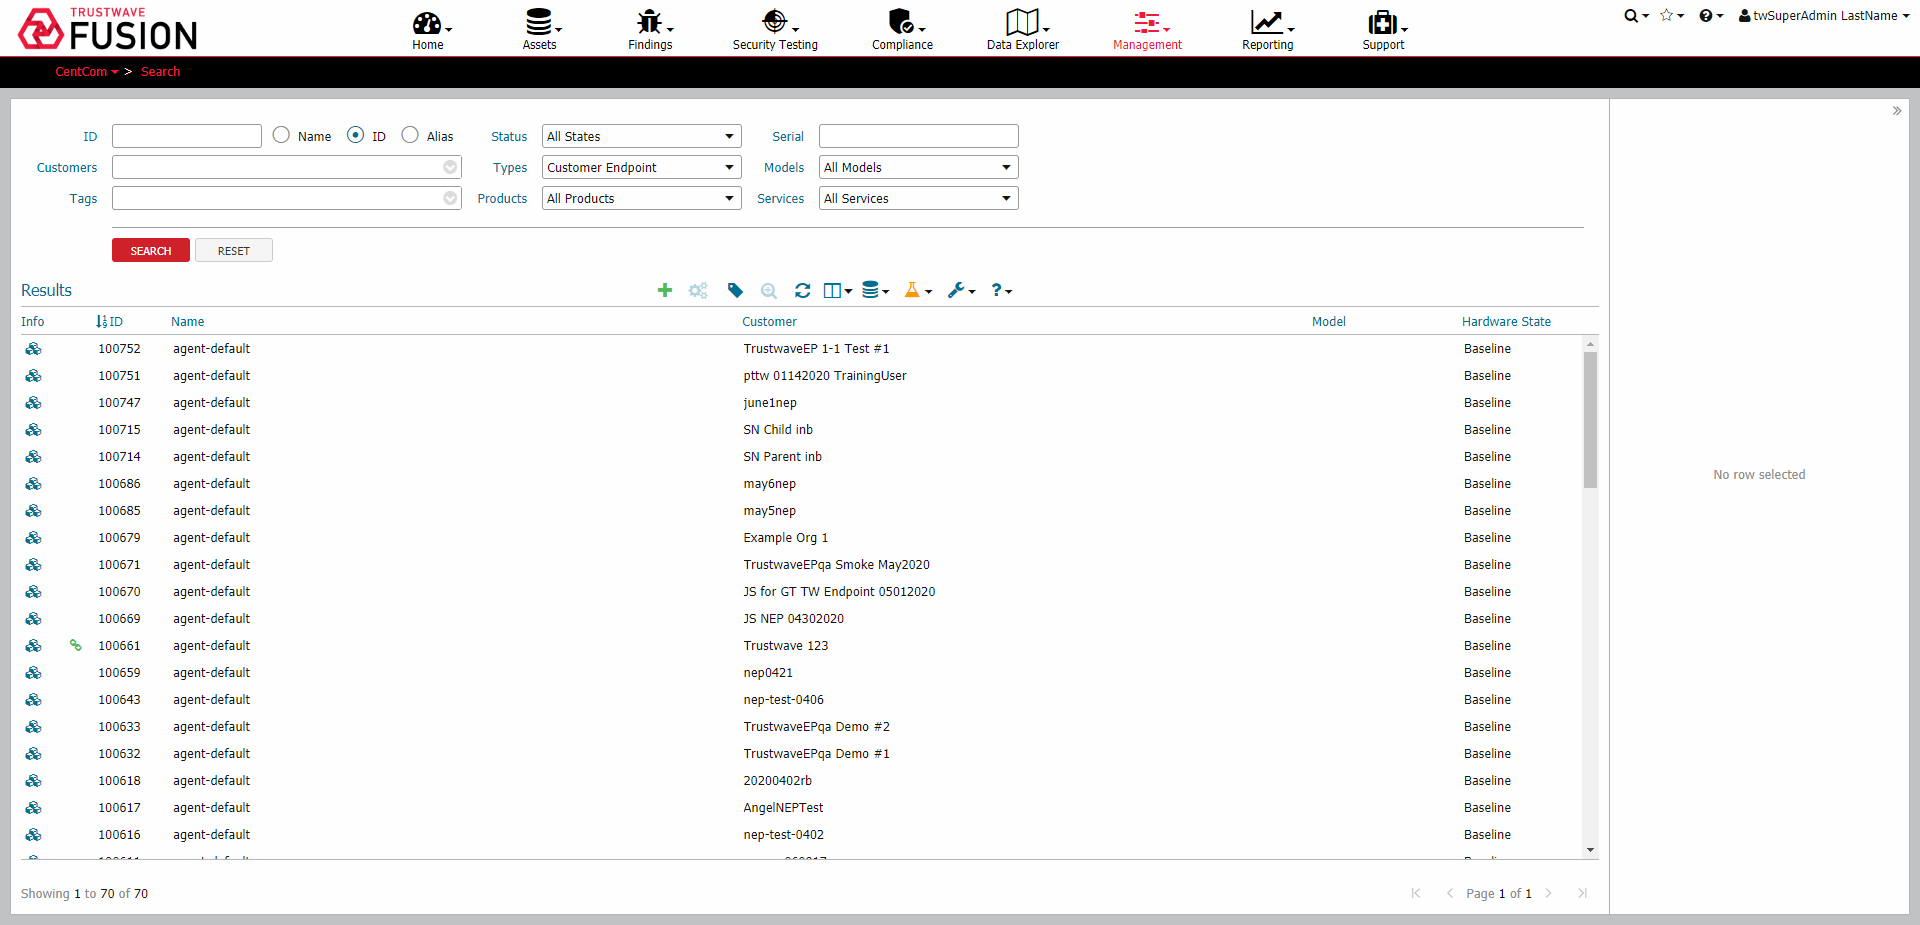 TRUSTWAVE
FUSION
Home
Assets
Findings
Security Testing
Compliance
Data Explorer
Management
Reporting
Support
twSuperAdmin LastName
CentCom > Search
ID Name ID Alias Status All States Serial
Customers Types Customer Endpoint Models All Models
Tags Products All Products Services All Services
SEARCH RESET
Results ?
Info ID Name Customer Model Hardware State
100752 agent-default TrustwaveEP 1-1 Test #1 Baseline
100751 agent-default pttw 01142020 TrainingUser Baseline
100747 agent-default june1nep Baseline
100715 agent-default SN Child inb Baseline
100714 agent-default SN Parent inb Baseline
100686 agent-default may6nep Baseline
100685 agent-default may5nep Baseline
100679 agent-default Example Org 1 Baseline
100671 agent-default TrustwaveEPqa Smoke May2020 Baseline
100670 agent-default JS for GT TW Endpoint 05012020 Baseline
100669 agent-default JS NEP 04302020 Baseline
100661 agent-default Trustwave 123 Baseline
100659 agent-default nep0421 Baseline
100643 agent-default nep-test-0406 Baseline
100633 agent-default TrustwaveEPqa Demo #2 Baseline
100632 agent-default TrustwaveEPqa Demo #1 Baseline
100618 agent-default 20200402rb Baseline
100617 agent-default AngelNEPTest Baseline
100616 agent-default nep-test-0402 Baseline
No row selected
Showing 1 to 70 of 70
Page 1 of 1